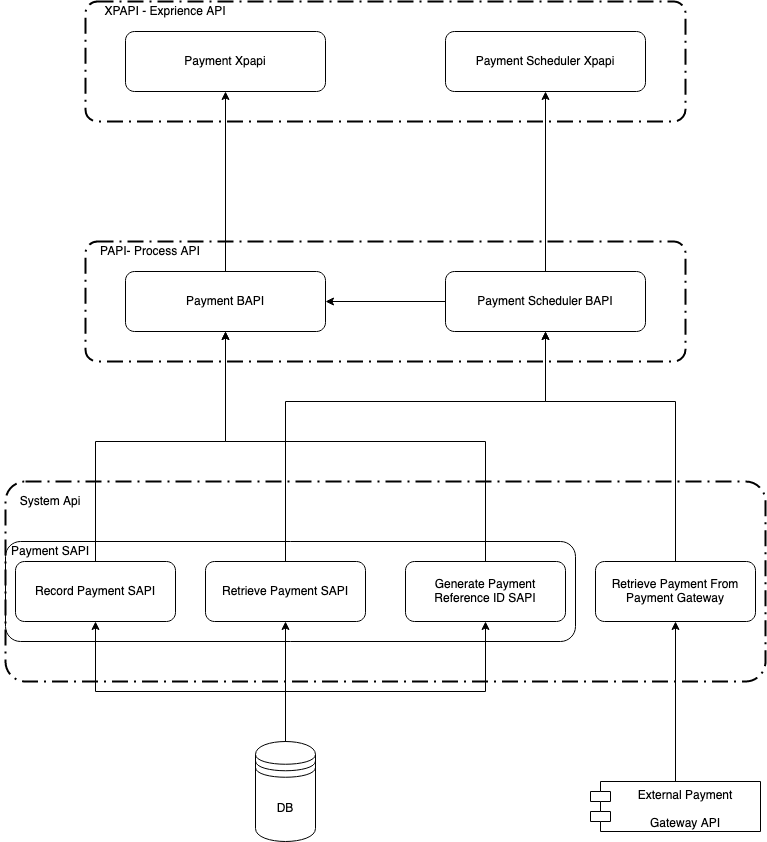 XPAPI - Exprience API
Payment Xpapi
Payment Scheduler Xpapi
PAPI- Process API
Payment BAPI
Payment Scheduler BAPI
System Api
Payment SAPI
Record Payment SAPI
Retrieve Payment SAPI
Generate Payment
Reference ID SAPI
Retrieve Payment From
Payment Gateway
DB
External Payment
Gateway API